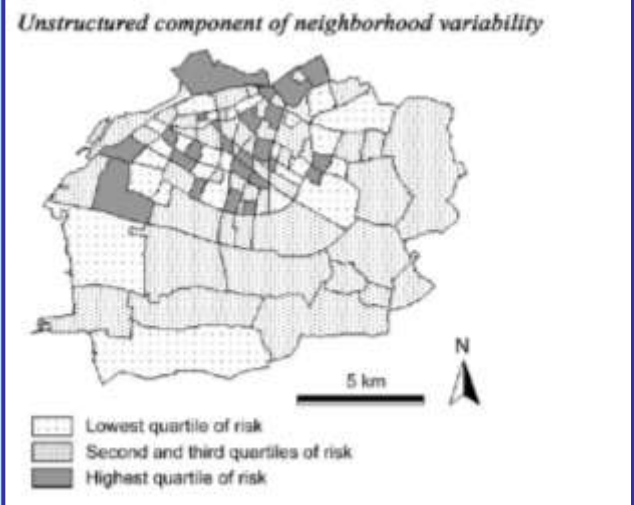 Unstructured component of neighborhood variability
N
5 km
Lowest quartile of risk
Second and third quartiles of risk
Highest quartile of risk